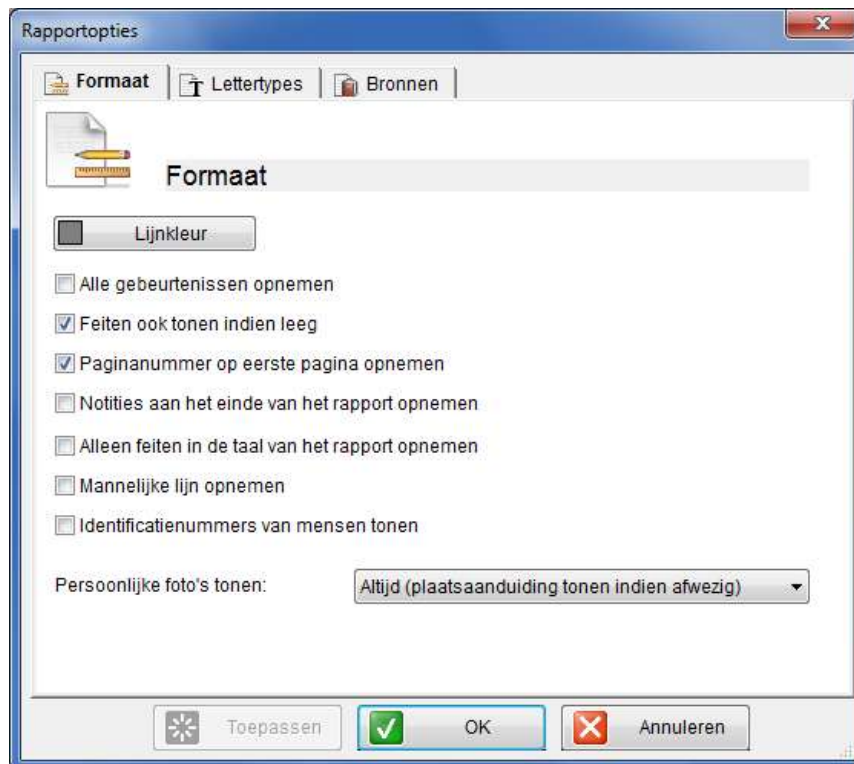 Rapportopties
Formaat Lettertypes Bronnen
Formaat
Lijnkleur
Alle gebeurtenissen opnemen
Feiten ook tonen indien leeg
Paginanummer op eerste pagina opnemen
Notities aan het einde van het rapport opnemen
Alleen feiten in de taal van het rapport opnemen
Mannelijke lijn opnemen
Identificatienummers van mensen tonen
Persoonlijke foto's tonen: Altijd (plaatsaanduiding tonen indien afwezig)
Toepassen OK Annuleren